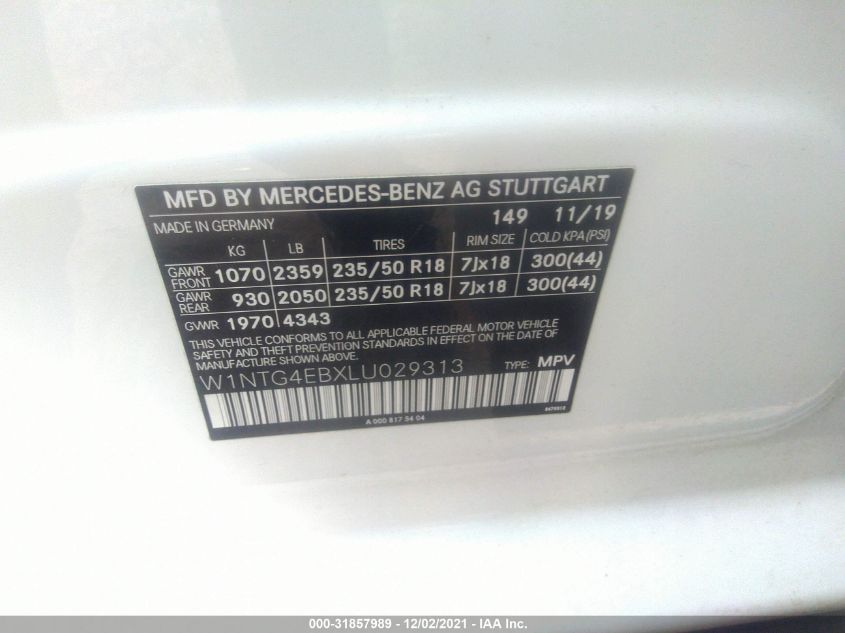 MFD BY MERCEDES-BENZ AG STUTTGART
MADE IN GERMANY 149 11/19
KG LB TIRES RIM SIZE COLD KPA (PSI)
GAWR FRONT 1070 2359 235/50 R18 7Jx18 300(44)
GAWR REAR 930 2050 235/50 R18 7Jx18 300(44)
GVWR 1970 4343
THIS VEHICLE CONFORMS TO ALL APPLICABLE FEDERAL MOTOR VEHICLE
SAFETY AND THEFT PREVENTION STANDARDS IN EFFECT ON THE DATE OF
MANUFACTURE SHOWN ABOVE.
W1NTG4EBXLU029313 TYPE: MPV
A 000 817 54 04
000-31857989 - 12/02/2021 - IAA Inc.